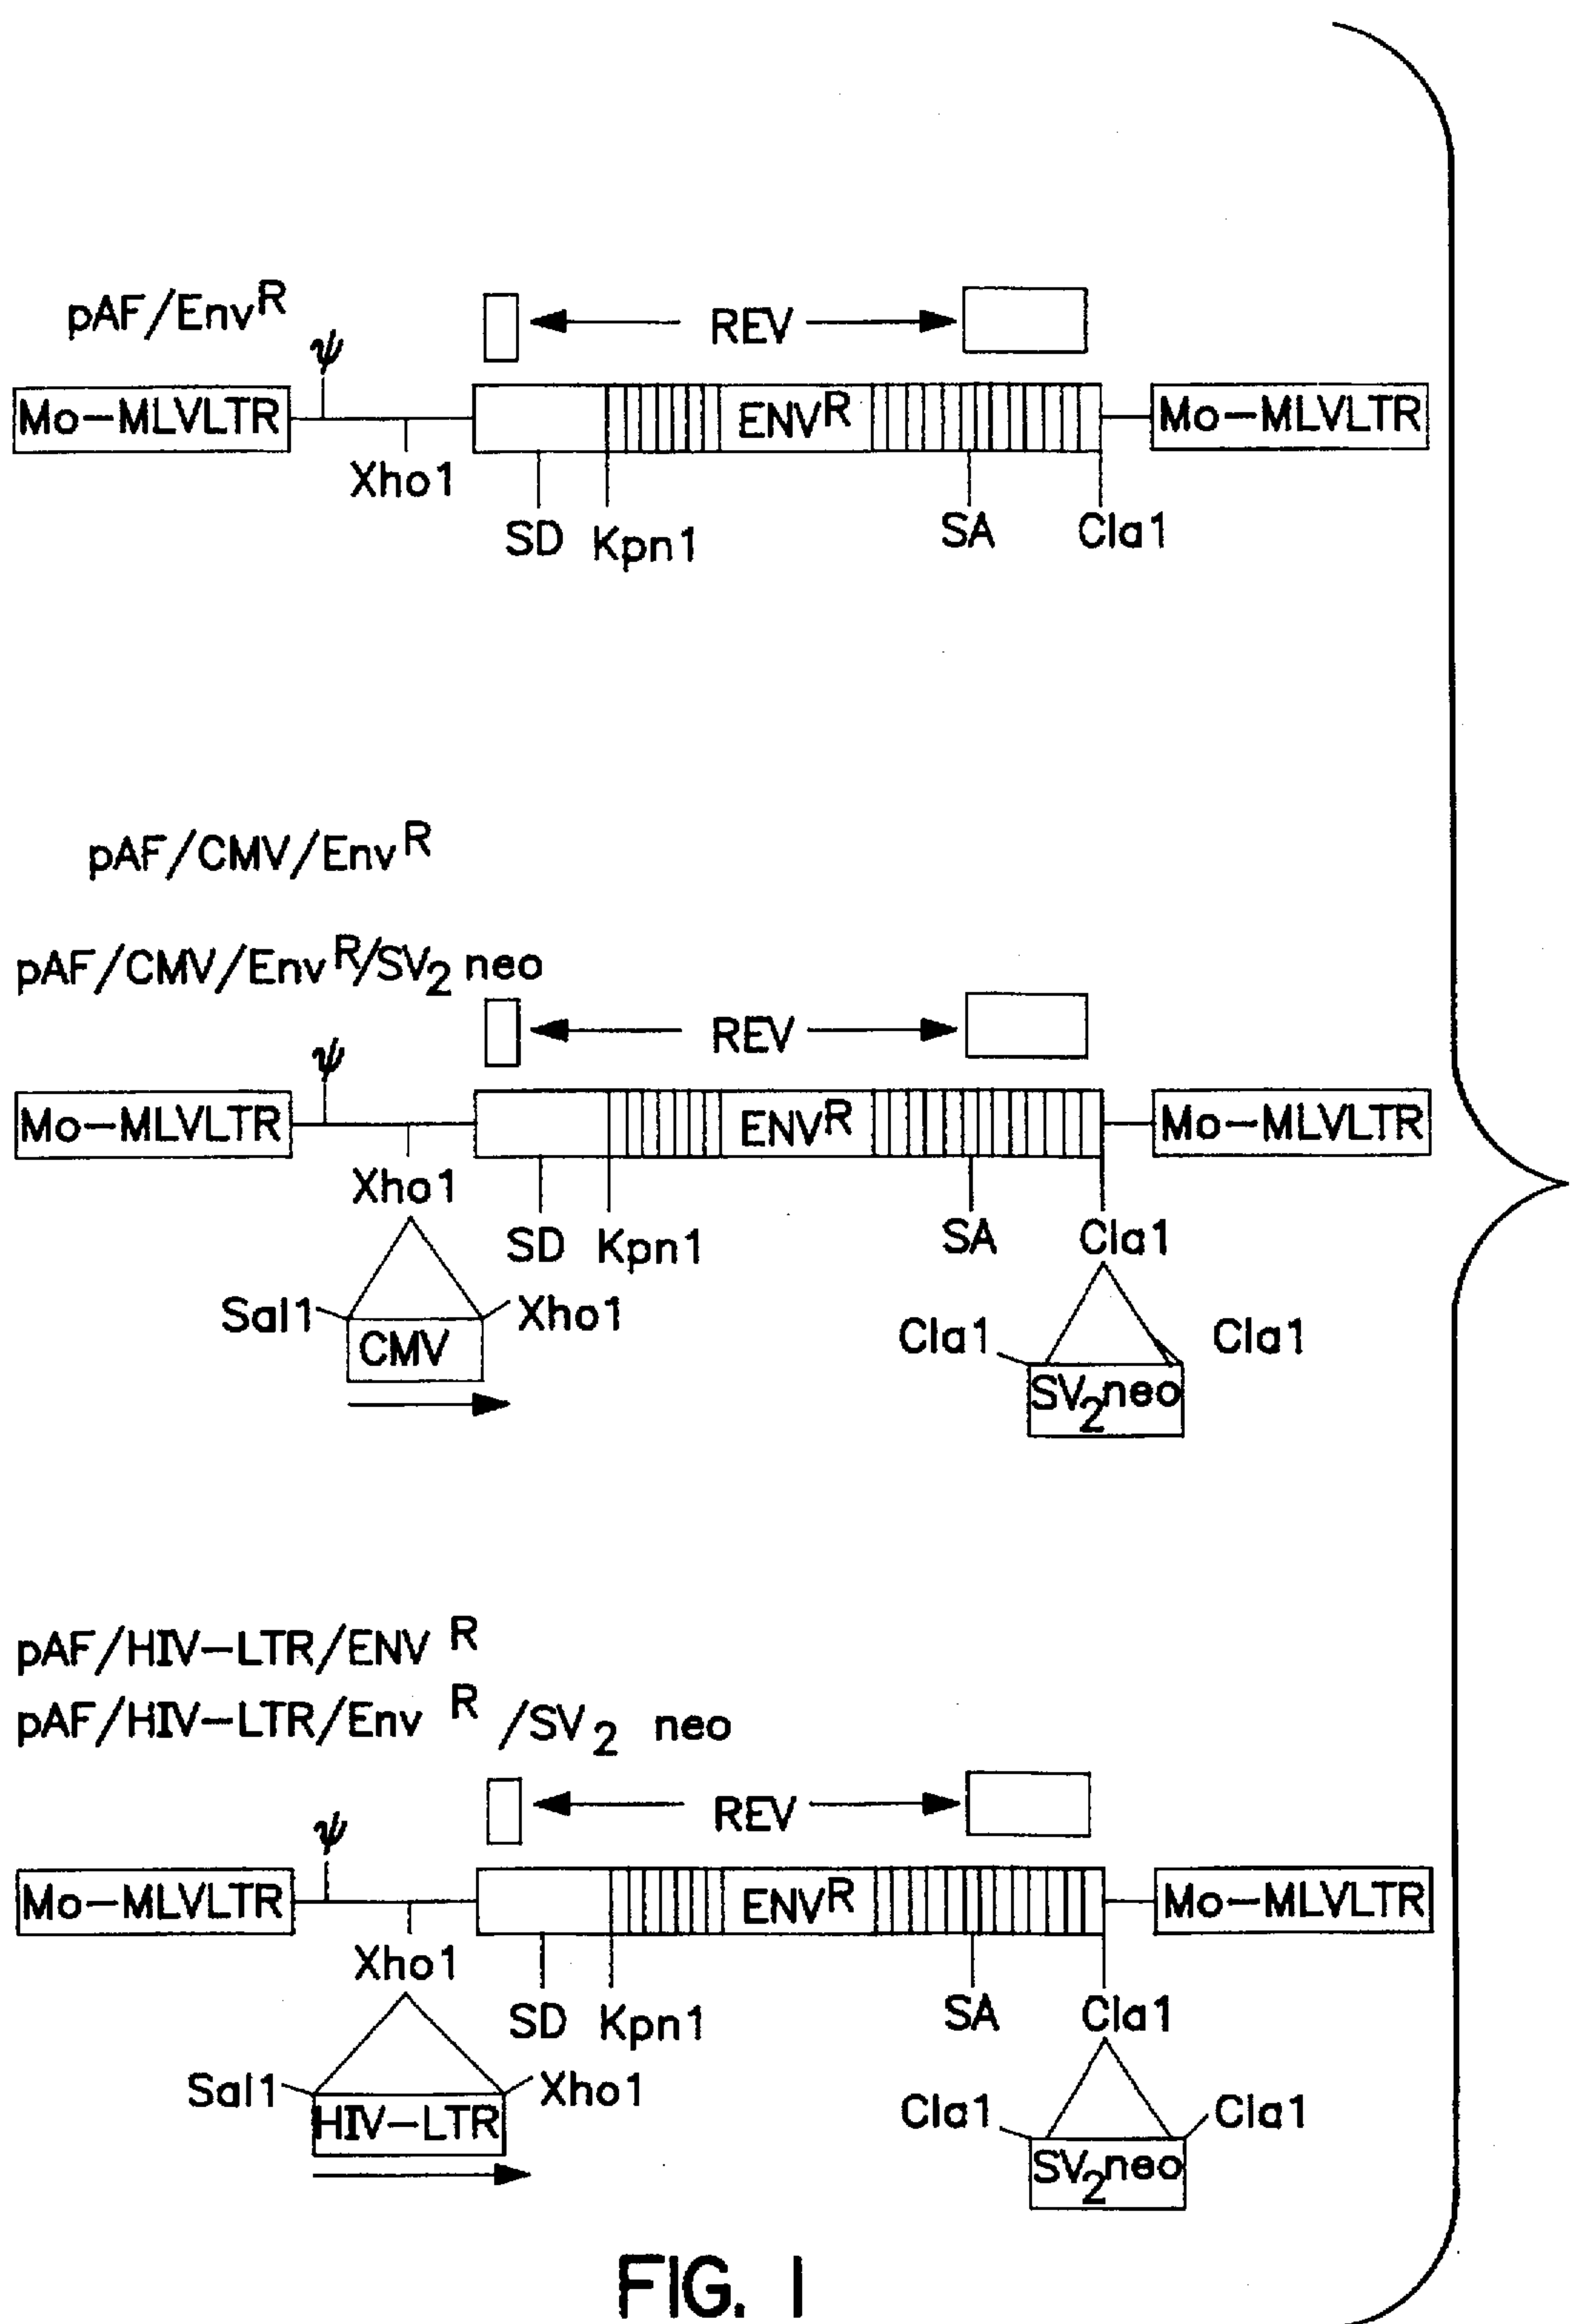 pAF/Env^R
REV
ψ
Mo-MLVLTR
ENV^R
Mo-MLVLTR
Xho1
SD
Kpn1
SA
Cla1
pAF/CMV/Env^R
pAF/CMV/Env^R/SV₂ neo
REV
ψ
Mo-MLVLTR
ENV^R
Mo-MLVLTR
Xho1
SD
Kpn1
SA
Cla1
Sal1
Xho1
CMV
Cla1
Cla1
SV₂neo
pAF/HIV-LTR/ENV^R
pAF/HIV-LTR/Env^R/SV₂ neo
REV
ψ
Mo-MLVLTR
ENV^R
Mo-MLVLTR
Xho1
SD
Kpn1
SA
Cla1
Sal1
Xho1
HIV-LTR
Cla1
Cla1
SV₂neo
FIG. 1